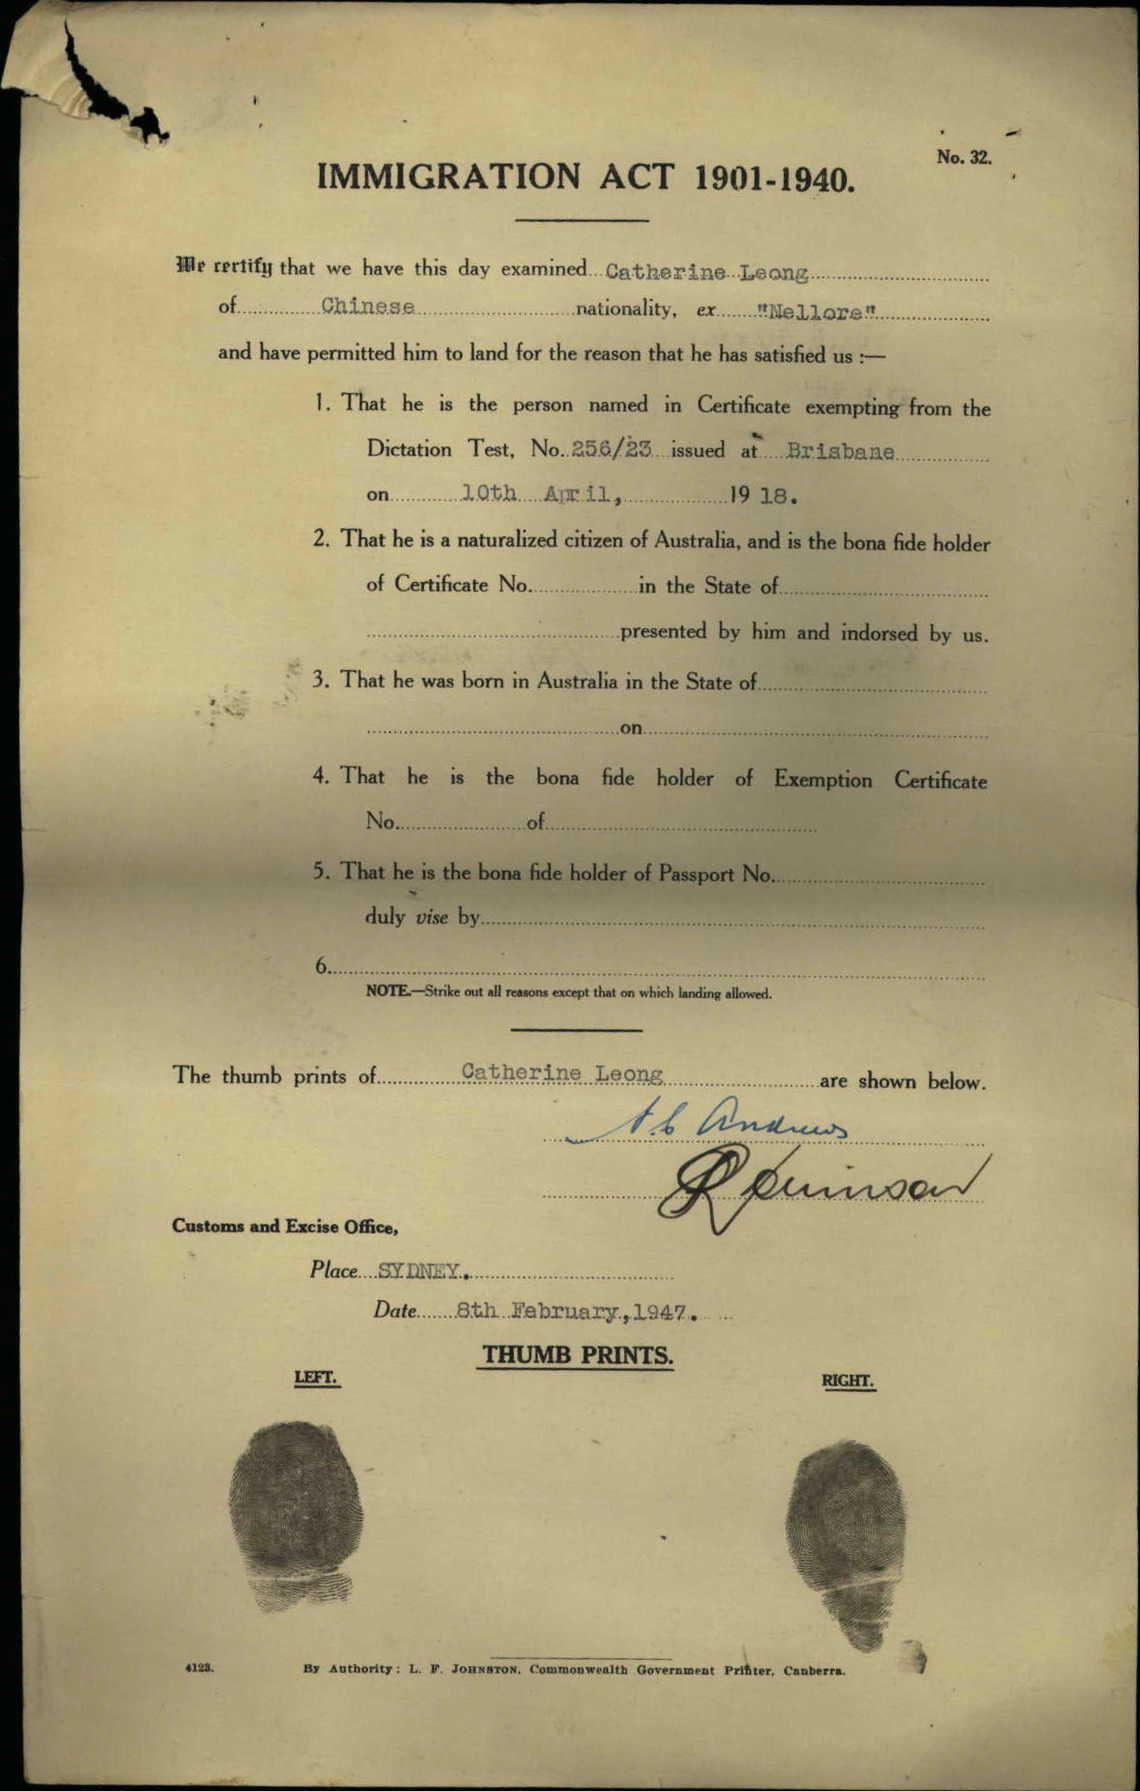 No. 32.
IMMIGRATION ACT 1901-1940.
We certify that we have this day examined Catherine Leong
of Chinese nationality, ex "Nellore"
and have permitted him to land for the reason that he has satisfied us :—
1. That he is the person named in Certificate exempting from the
Dictation Test, No. 256/23 issued at Brisbane
on 10th April, 19 18.
2. That he is a naturalized citizen of Australia, and is the bona fide holder
of Certificate No. in the State of
presented by him and indorsed by us.
3. That he was born in Australia in the State of
on
4. That he is the bona fide holder of Exemption Certificate
No. of
5. That he is the bona fide holder of Passport No.
duly vise by
6.
NOTE.—Strike out all reasons except that on which landing allowed.
The thumb prints of Catherine Leong are shown below.
Andrews
Customs and Excise Office,
Place SYDNEY.
Date 8th February, 1947.
THUMB PRINTS.
LEFT.
RIGHT.
4123.
By Authority: L. F. JOHNSTON, Commonwealth Government Printer, Canberra.